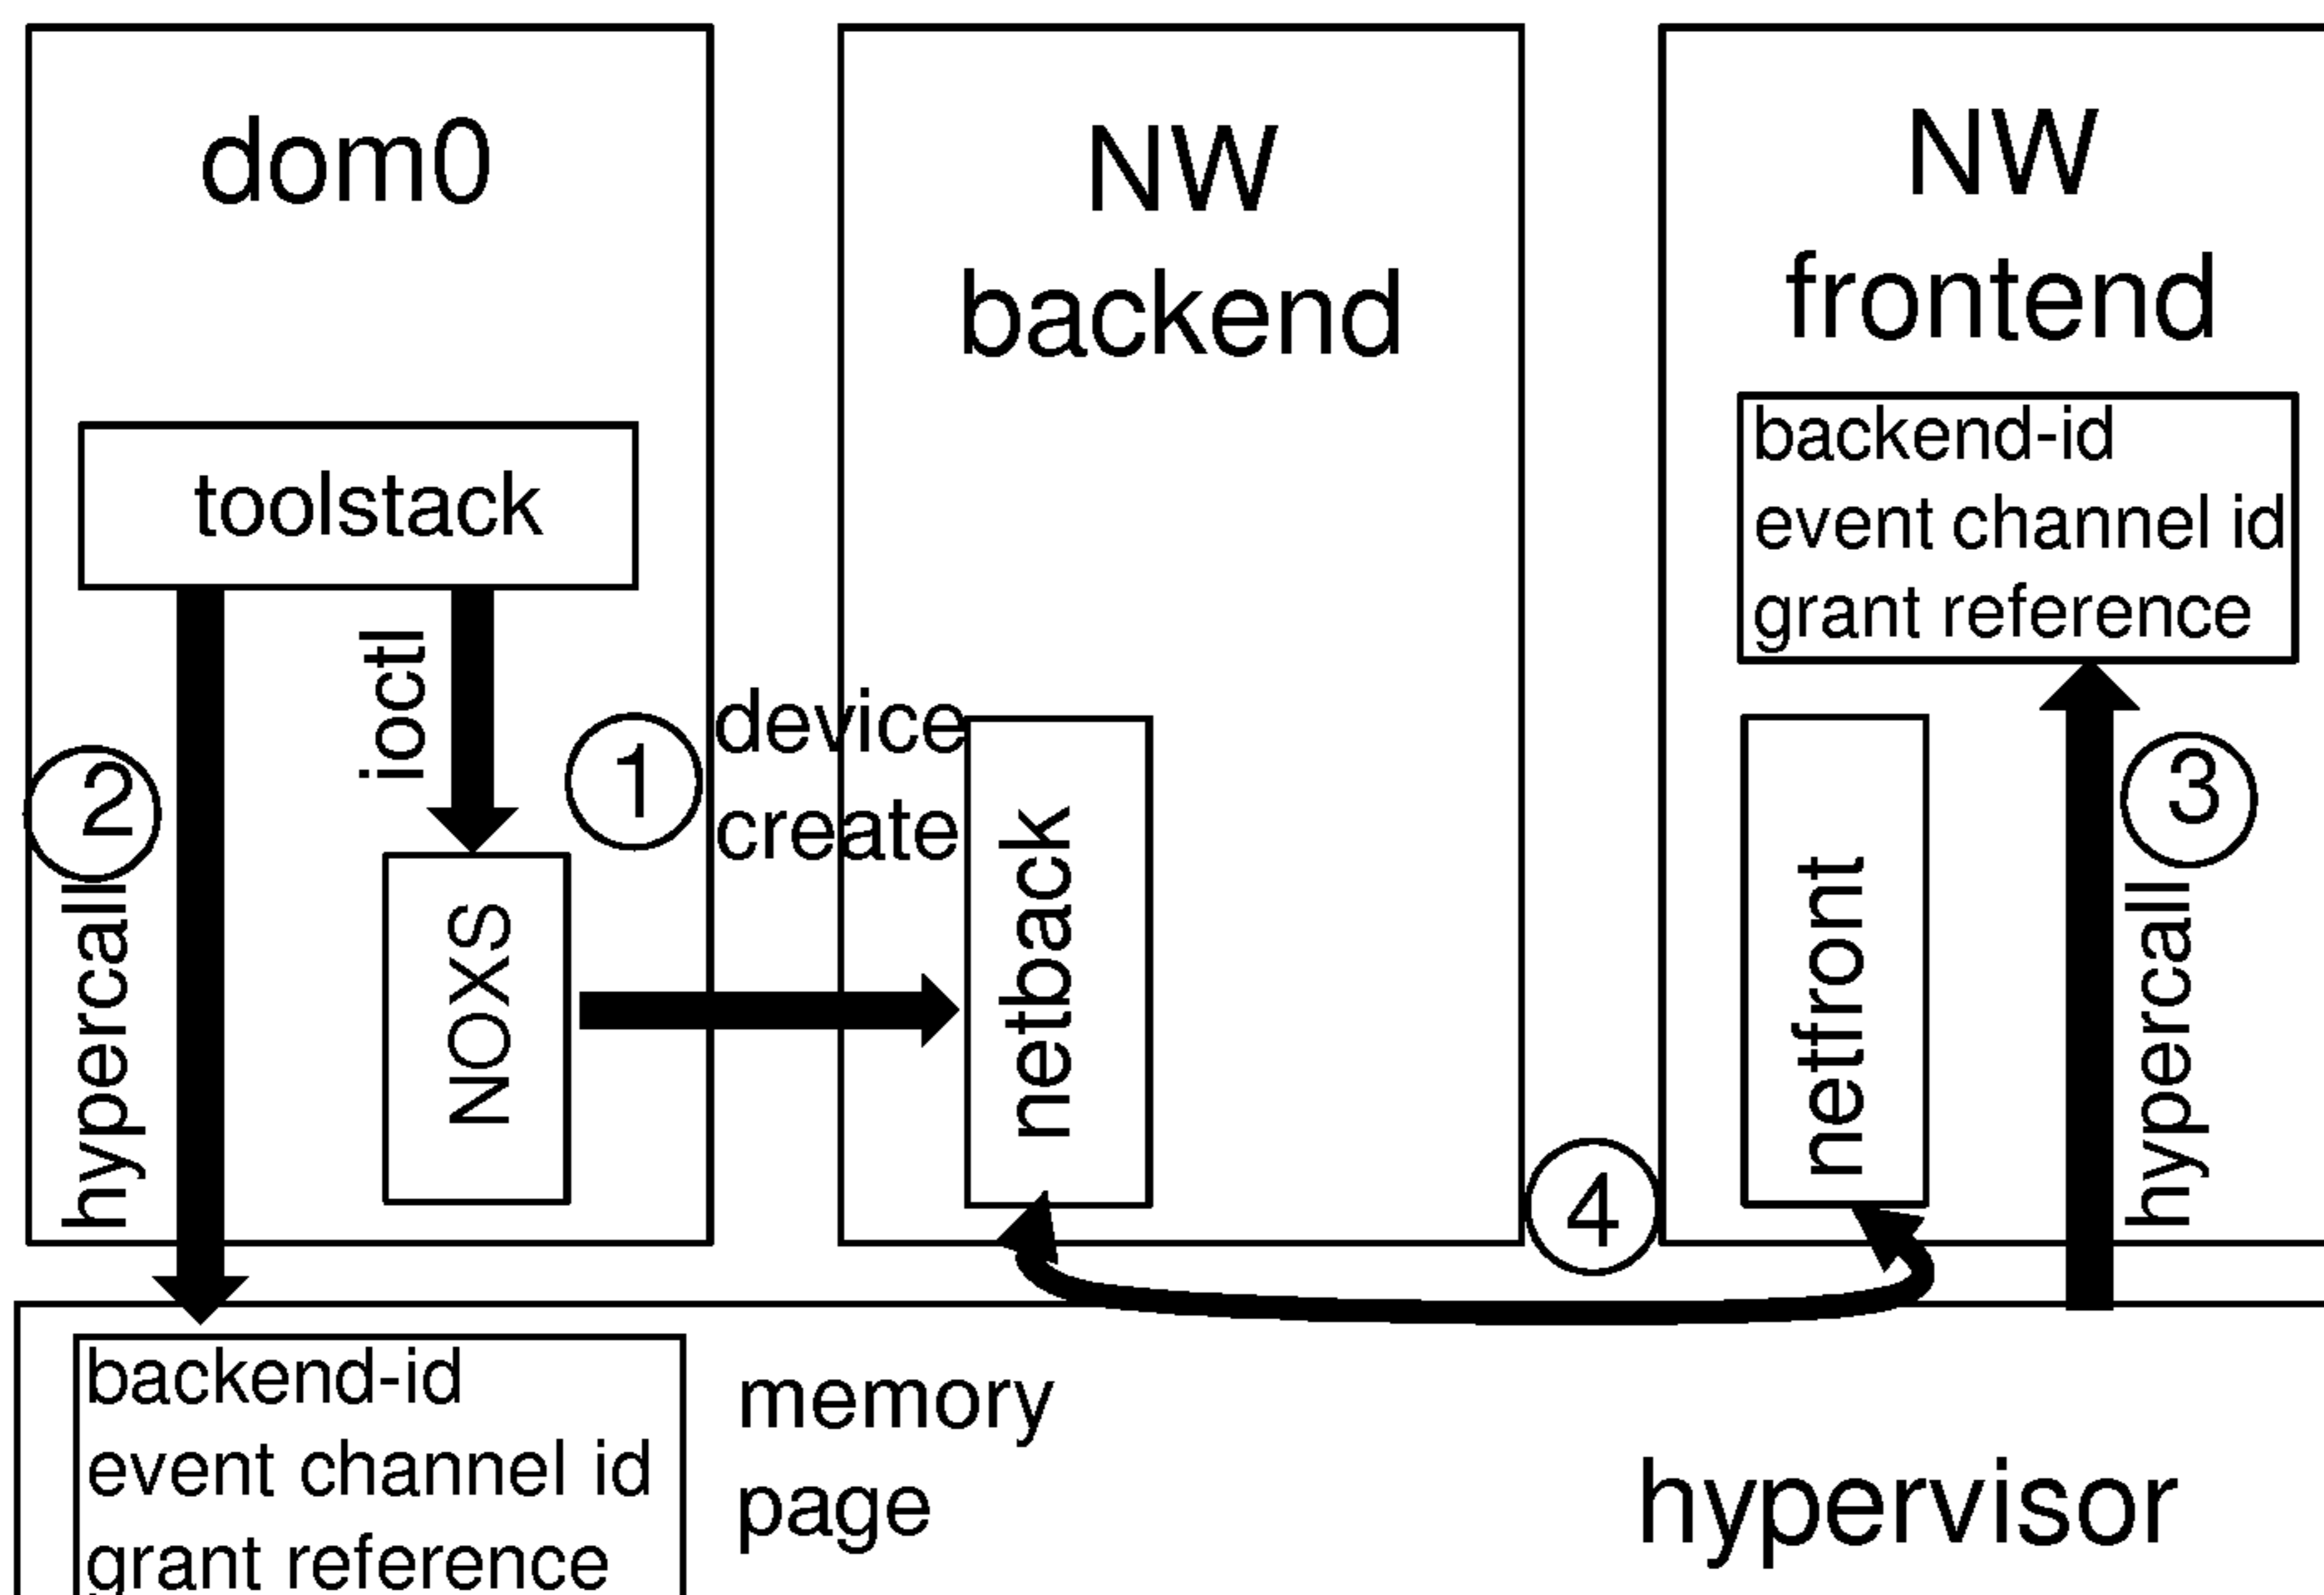 dom0
toolstack
ioctl
2
hypercall
NOXS
1
device
create
NW
backend
netback
4
NW
frontend
backend-id
event channel id
grant reference
netfront
3
hypercall
backend-id
event channel id
grant reference
memory
page
hypervisor